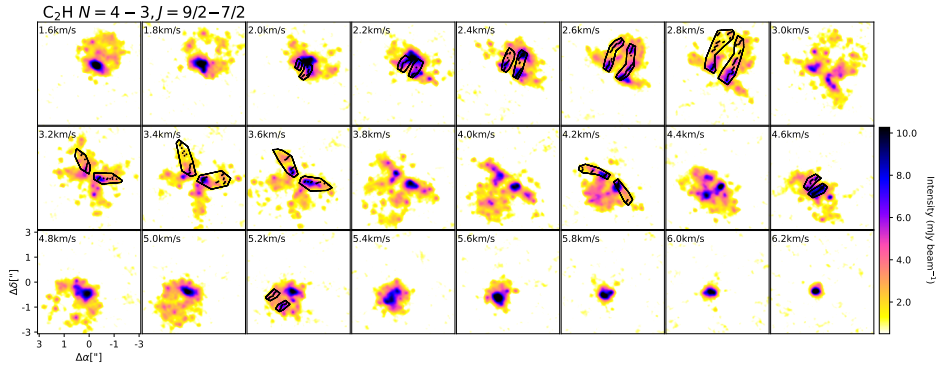 C₂H N = 4 − 3, J = 9/2−7/2
1.6km/s 1.8km/s 2.0km/s 2.2km/s 2.4km/s 2.6km/s 2.8km/s 3.0km/s
3.2km/s 3.4km/s 3.6km/s 3.8km/s 4.0km/s 4.2km/s 4.4km/s 4.6km/s
4.8km/s 5.0km/s 5.2km/s 5.4km/s 5.6km/s 5.8km/s 6.0km/s 6.2km/s
3
1
0
-1
-3
Δδ["]
3 1 0 -1 -3
Δα["]
10.0
8.0
6.0
4.0
2.0
Intensity (mJy beam⁻¹)